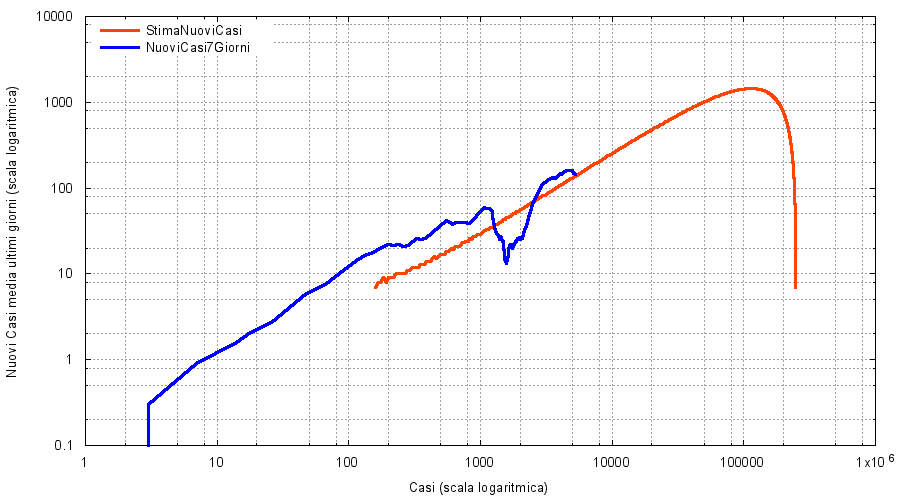 10000
1000
100
10
1
0.1
StimaNuoviCasi
NuoviCasi7Giorni
Nuovi Casi media ultimi giorni (scala logaritmica)
1 10 100 1000 10000 100000 1x10 6
Casi (scala logaritmica)